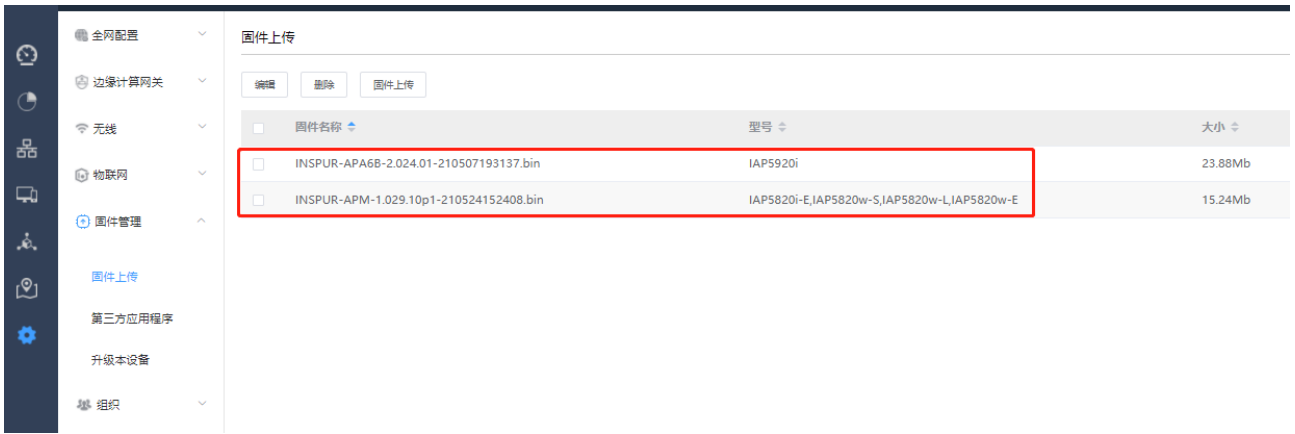 全网配置
边缘计算网关
无线
物联网
固件管理
固件上传
第三方应用程序
升级本设备
组织
固件上传
编辑 删除 固件上传
固件名称 型号 大小
INSPUR-APA6B-2.024.01-210507193137.bin IAP5920i 23.88Mb
INSPUR-APM-1.029.10p1-210524152408.bin IAP5820i-E,IAP5820w-S,IAP5820w-L,IAP5820w-E 15.24Mb